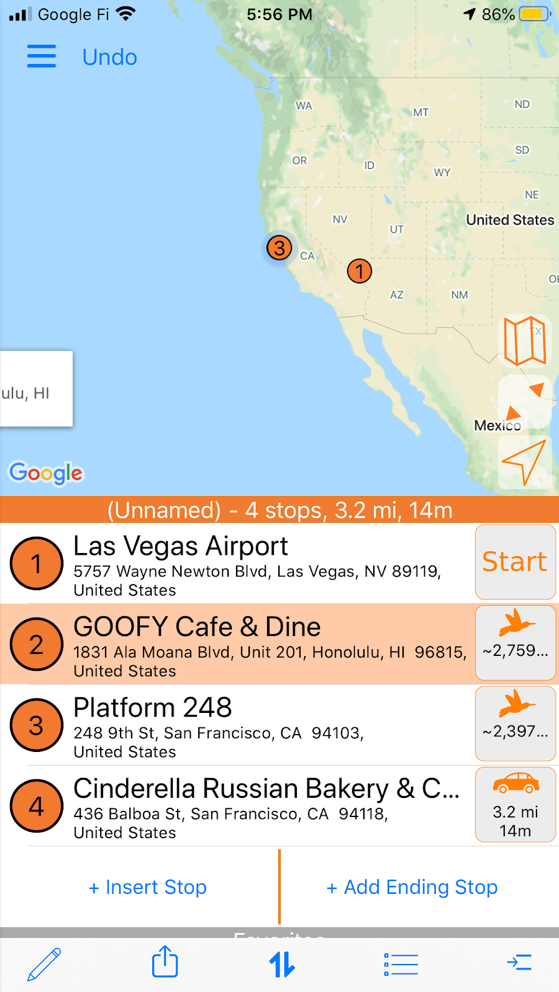 Google Fi 5:56 PM 86%
Undo
WA
MT
ND
OR
ID
SD
WY
NE
NV
UT
United States
3
CA
1
AZ
NM
ulu, HI
Mexico
Google
(Unnamed) - 4 stops, 3.2 mi, 14m
1
Las Vegas Airport
5757 Wayne Newton Blvd, Las Vegas, NV 89119,
United States
Start
2
GOOFY Cafe & Dine
1831 Ala Moana Blvd, Unit 201, Honolulu, HI 96815,
United States
~2,759...
3
Platform 248
248 9th St, San Francisco, CA 94103,
United States
~2,397...
4
Cinderella Russian Bakery & C...
436 Balboa St, San Francisco, CA 94118,
United States
3.2 mi
14m
+ Insert Stop
+ Add Ending Stop